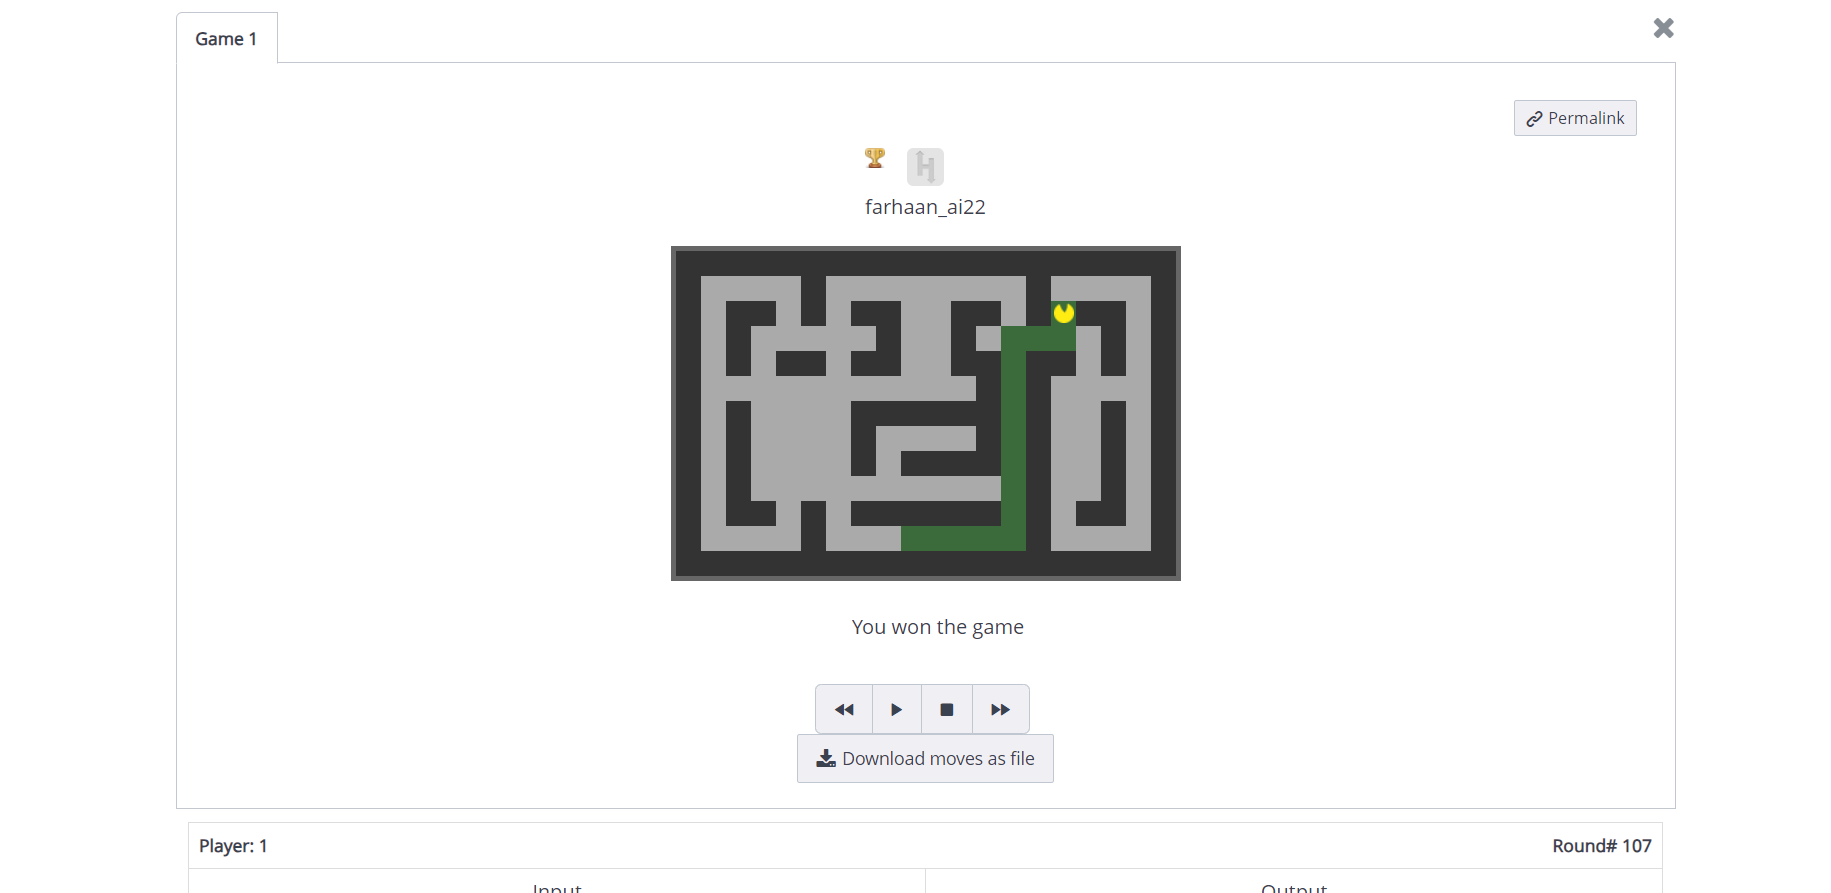 Game 1
Permalink
farhaan_ai22
You won the game
Download moves as file
Player: 1
Round# 107
Input
Output